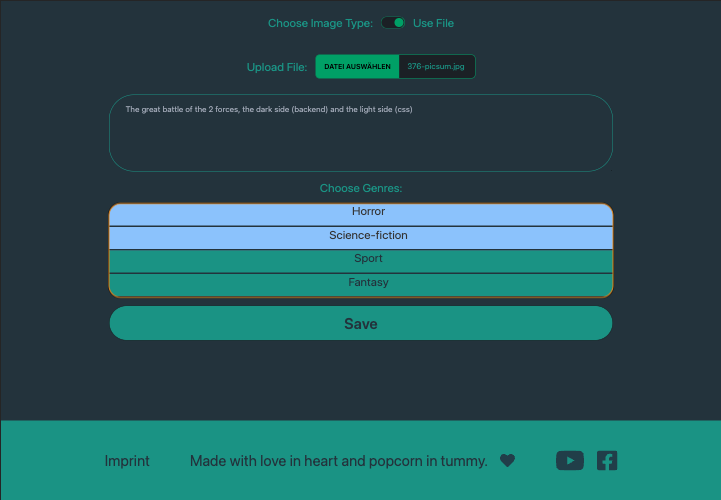 Choose Image Type: Use File
Upload File: DATEI AUSWÄHLEN 376-picsum.jpg
The great battle of the 2 forces, the dark side (backend) and the light side (css)
Choose Genres:
Horror
Science-fiction
Sport
Fantasy
Save
Imprint Made with love in heart and popcorn in tummy.